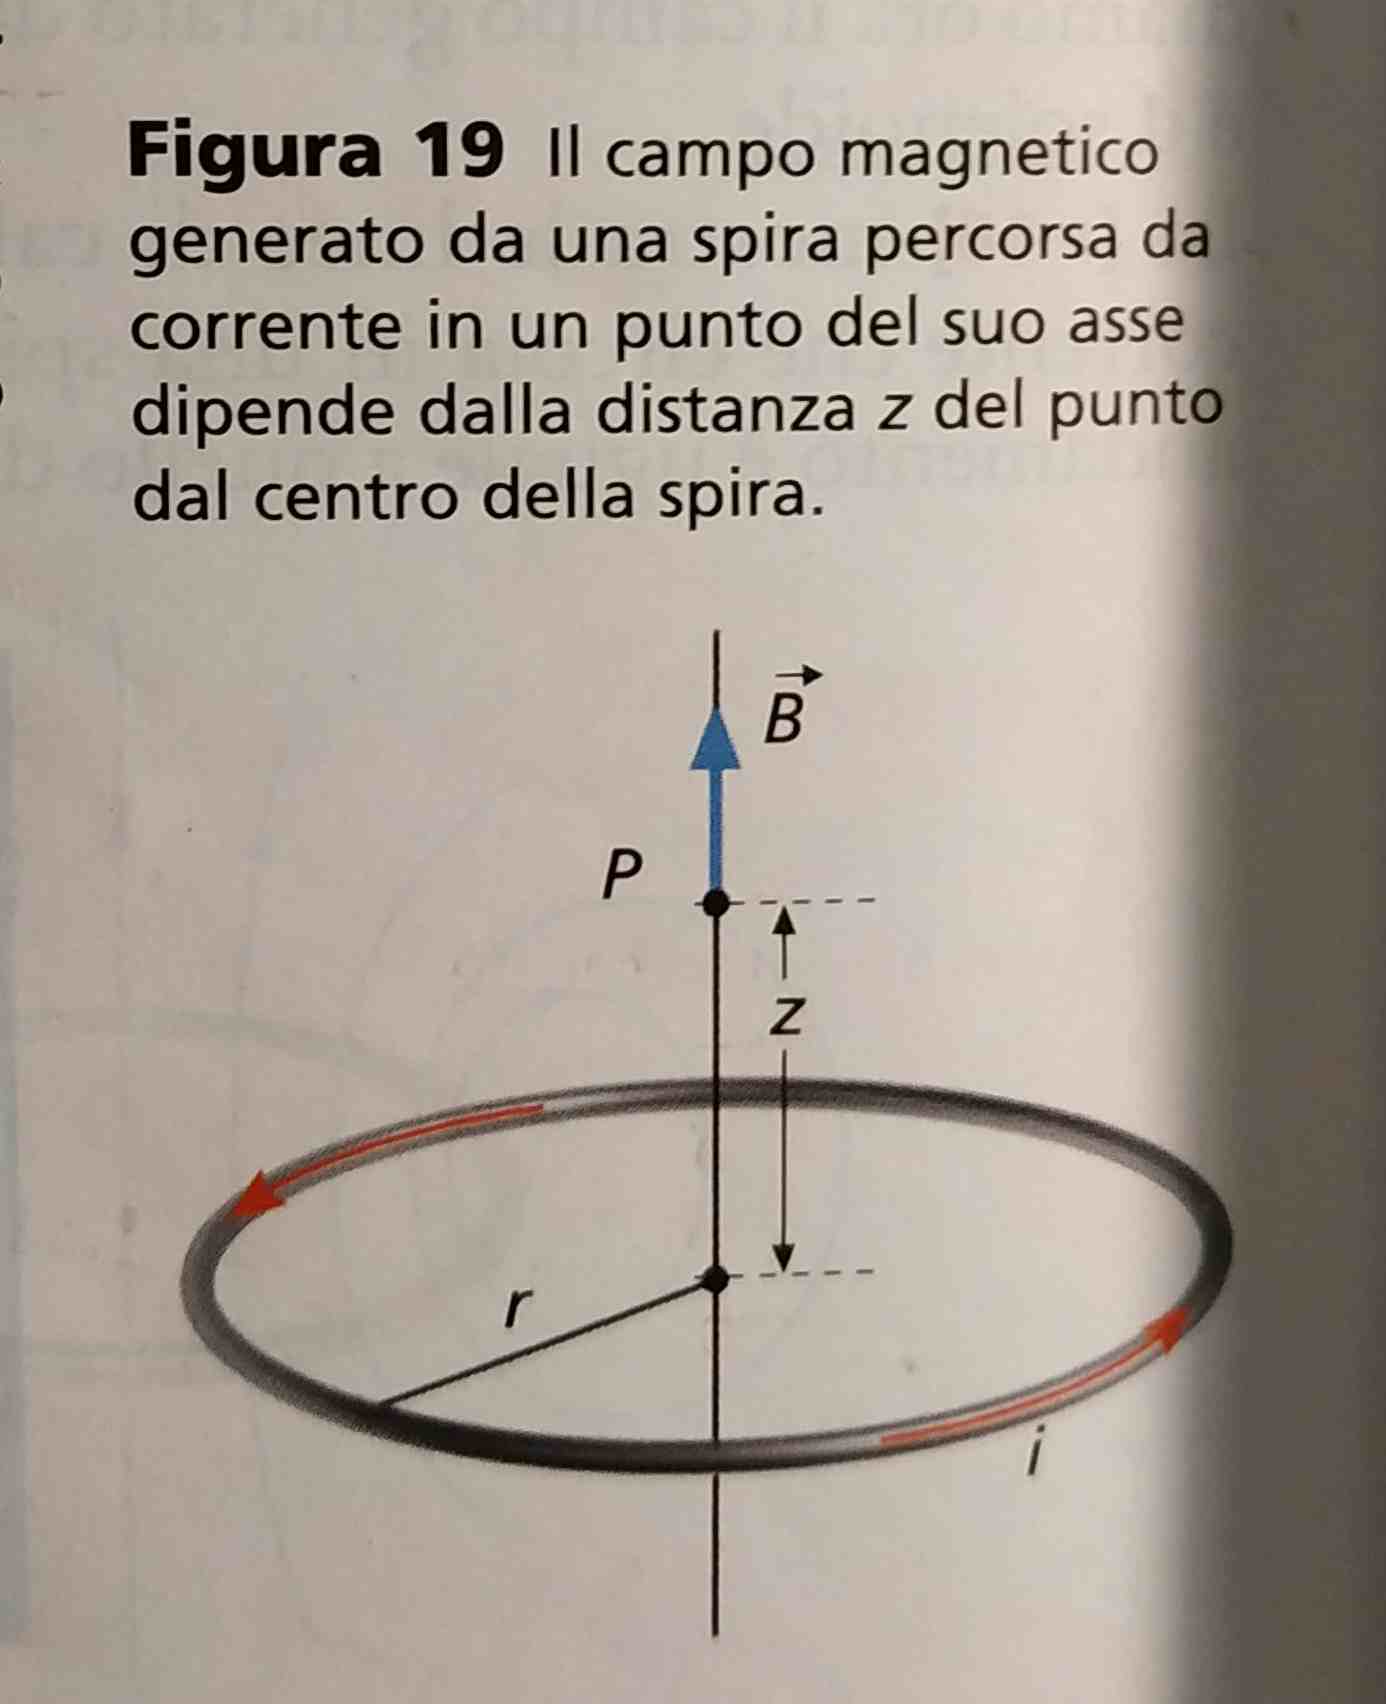 Figura 19 Il campo magnetico
generato da una spira percorsa da
corrente in un punto del suo asse
dipende dalla distanza z del punto
dal centro della spira.
B
P
z
r
i